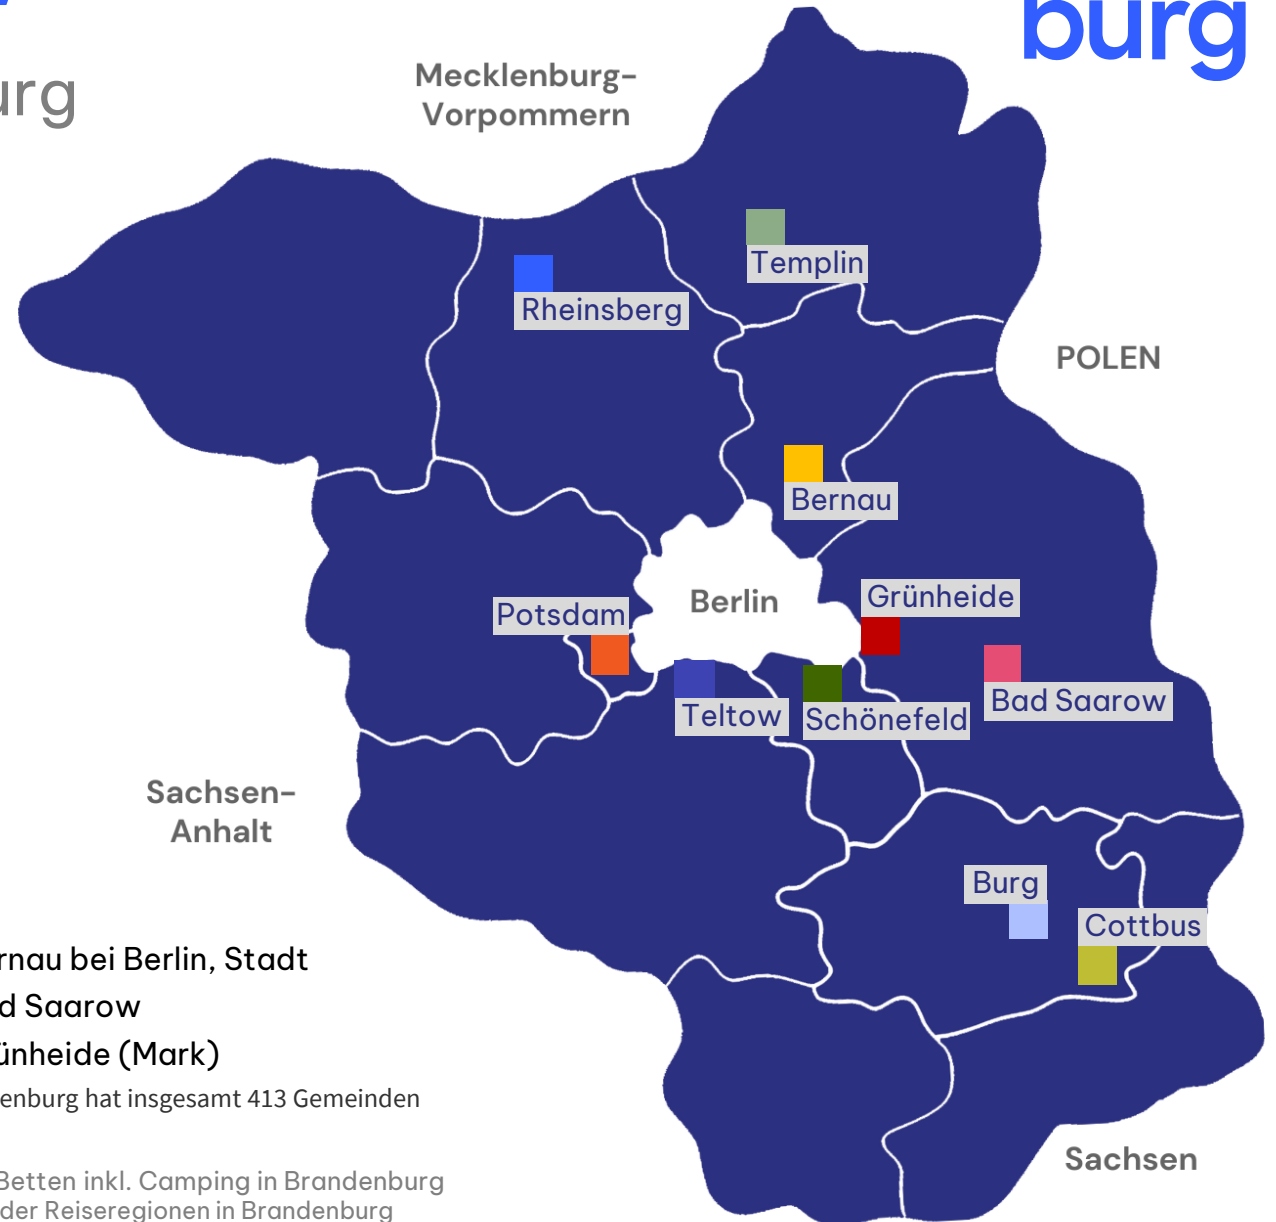 burg
urg
Mecklenburg-
Vorpommern
Templin
Rheinsberg
POLEN
Bernau
Berlin
Grünheide
Potsdam
Bad Saarow
Teltow
Schönefeld
Sachsen-
Anhalt
Burg
Cottbus
rnau bei Berlin, Stadt
d Saarow
ünheide (Mark)
enburg hat insgesamt 413 Gemeinden
Sachsen
Betten inkl. Camping in Brandenburg
der Reiseregionen in Brandenburg